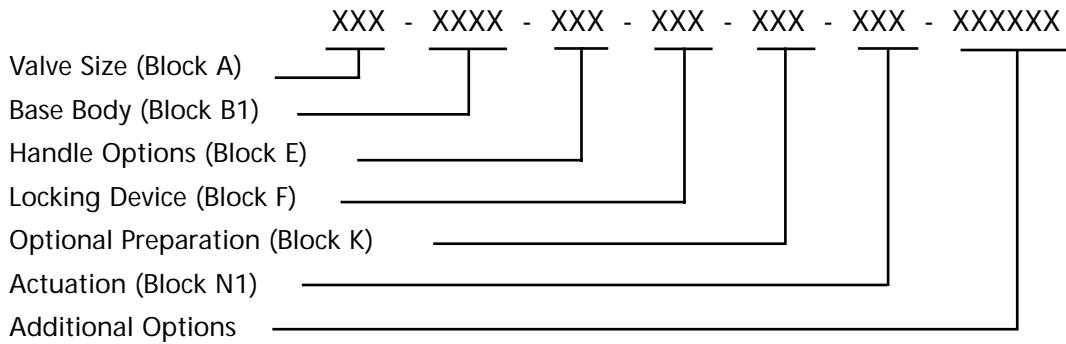 XXX - XXXX - XXX - XXX - XXX - XXX - XXXXXX
Valve Size (Block A)
Base Body (Block B1)
Handle Options (Block E)
Locking Device (Block F)
Optional Preparation (Block K)
Actuation (Block N1)
Additional Options